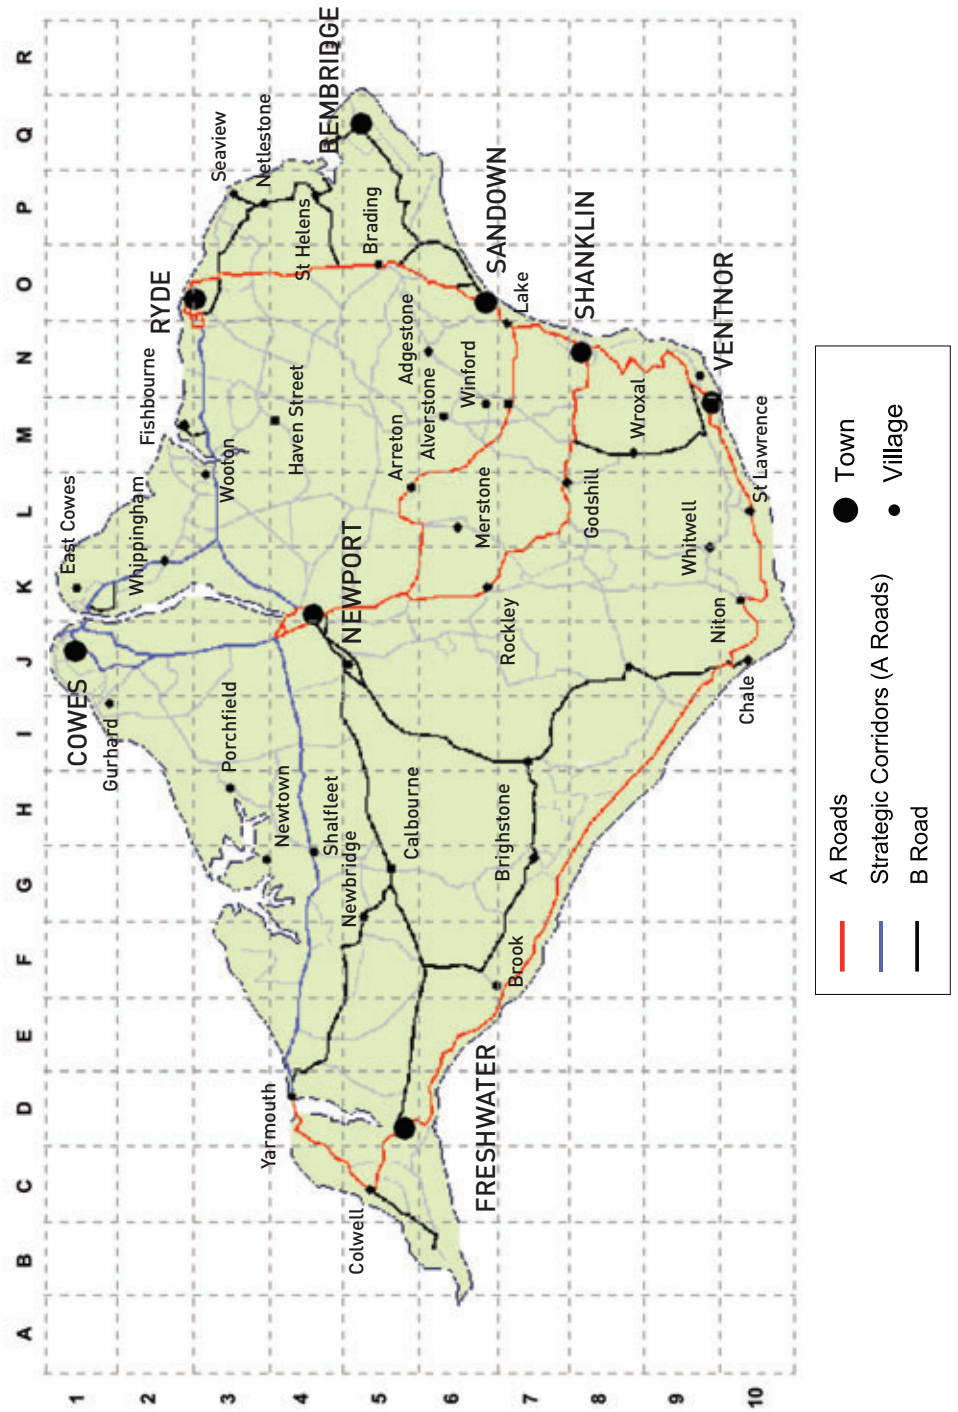 A
B
C
D
E
F
G
H
I
J
K
L
M
N
O
P
Q
R
1
2
3
4
5
6
7
8
9
10
COWES
East Cowes
Gurhard
Whippingham
Fishbourne
RYDE
Seaview
Netlestone
BEMBRIDGE
Wooton
Porchfield
Haven Street
St Helens
Brading
Newtown
Shalfleet
Newbridge
NEWPORT
Yarmouth
Colwell
Calbourne
Arreton
Adgestone
Alverstone
Winford
SANDOWN
Lake
Merstone
FRESHWATER
Brook
Brighstone
Rockley
Godshill
SHANKLIN
Wroxal
Whitwell
Niton
Chale
St Lawrence
VENTNOR
A Roads
Strategic Corridors (A Roads)
B Road
Town
Village